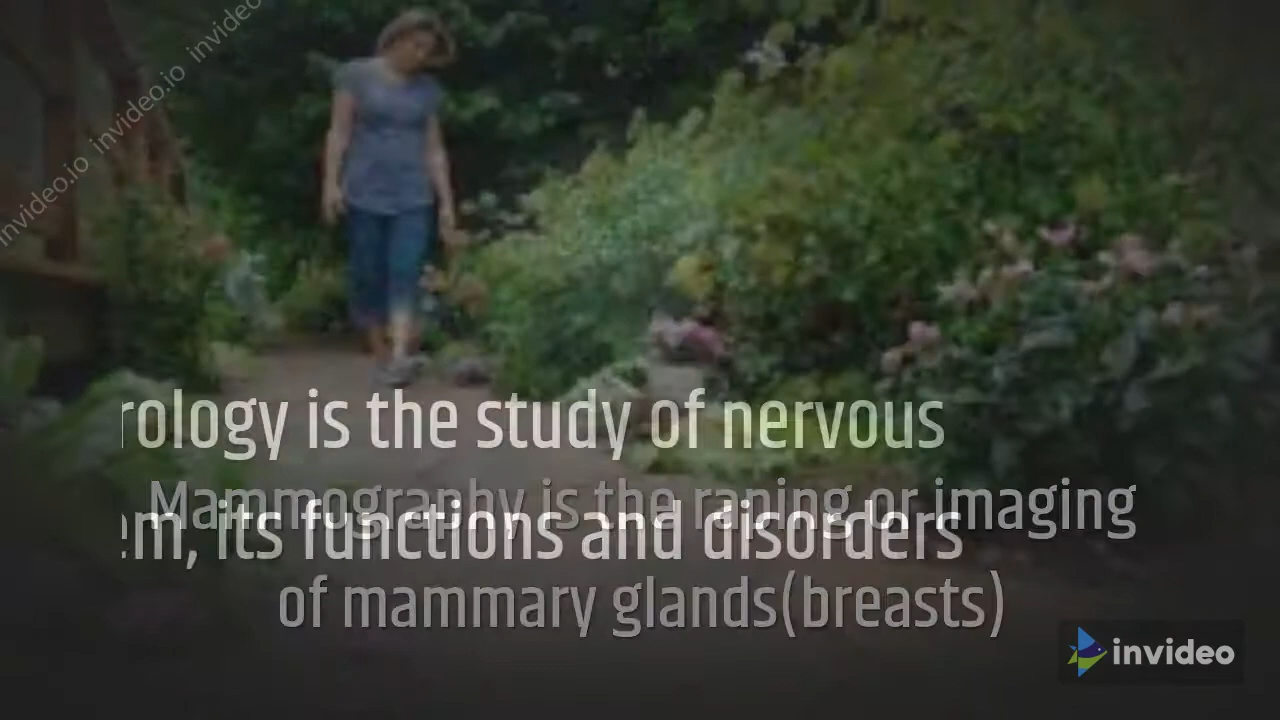 invideo.io invideo.io invideo
rology is the study of nervous
Mammography is the raping or imaging
m, its functions and disorders
of mammary glands(breasts)
invideo